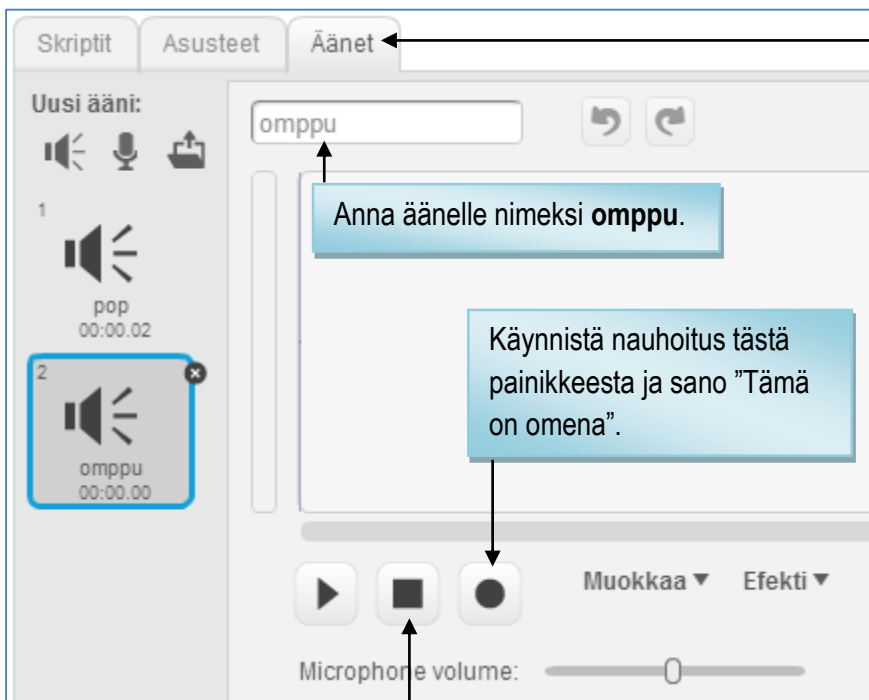 Skriptit Asusteet Äänet
Uusi ääni:
omppu
Anna äänelle nimeksi omppu.
1
pop
00:00.02
Käynnistä nauhoitus tästä
painikkeesta ja sano ”Tämä
on omena”.
2
omppu
00:00.00
Muokkaa Efekti
Microphone volume: